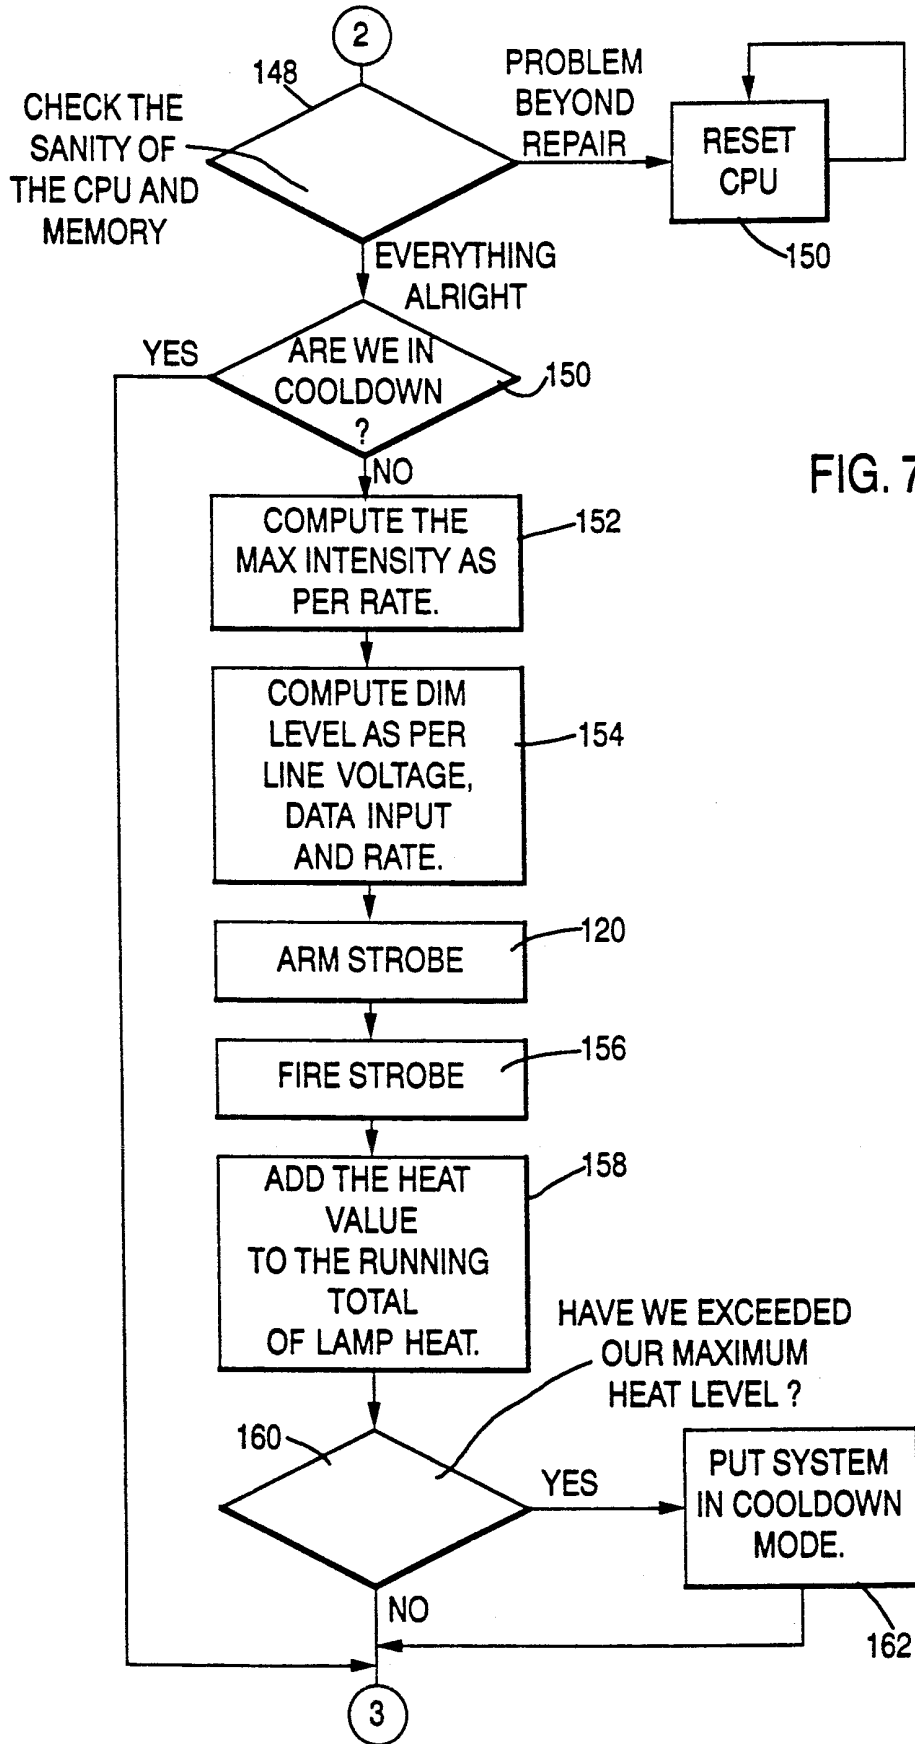 2
148
CHECK THE
SANITY OF
THE CPU AND
MEMORY
PROBLEM
BEYOND
REPAIR
RESET
CPU
150
EVERYTHING
ALRIGHT
YES
ARE WE IN
COOLDOWN
?
150
NO
FIG. 7
COMPUTE THE
MAX INTENSITY AS
PER RATE.
152
COMPUTE DIM
LEVEL AS PER
LINE VOLTAGE,
DATA INPUT
AND RATE.
154
ARM STROBE
120
FIRE STROBE
156
ADD THE HEAT
VALUE
TO THE RUNNING
TOTAL
OF LAMP HEAT.
158
HAVE WE EXCEEDED
OUR MAXIMUM
HEAT LEVEL ?
160
YES
PUT SYSTEM
IN COOLDOWN
MODE.
162
NO
3